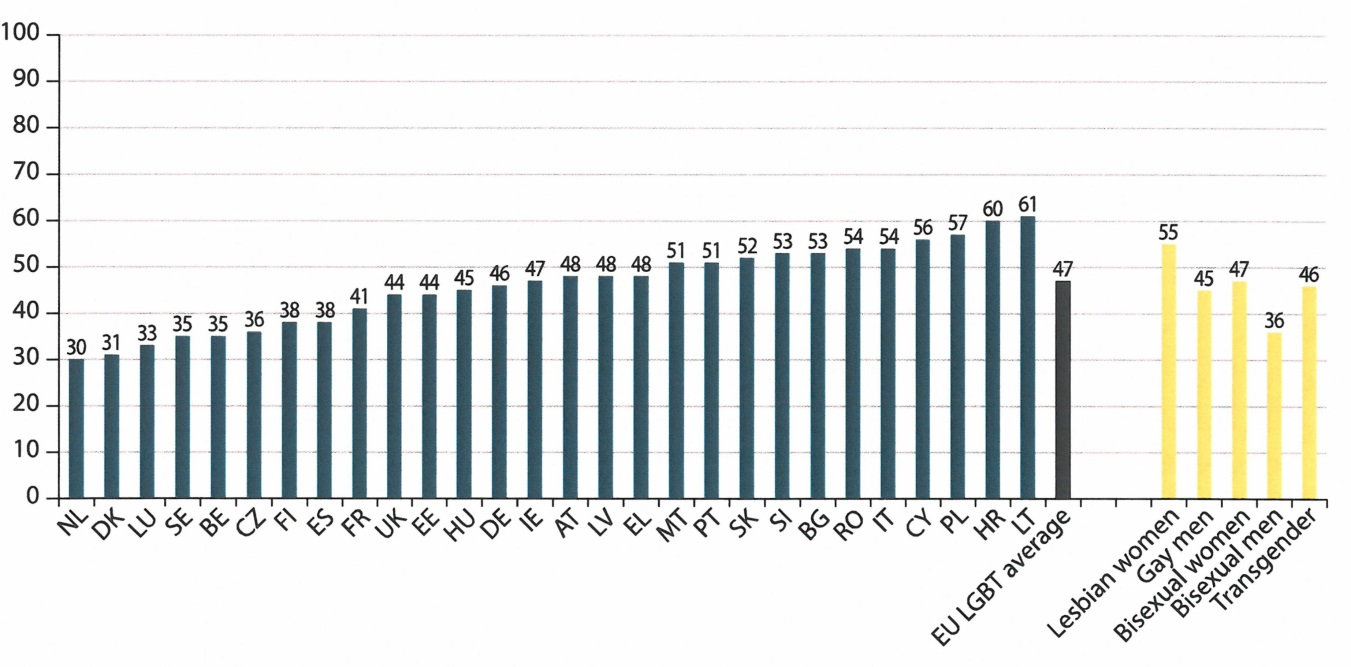 100
90
80
70
60
50
40
30
20
10
0
30 31 33 35 35 36 38 38 41 44 44 45 46 47 48 48 48 51 51 52 53 53 54 54 56 57 60 61 47 55 45 47 36 46
NL DK LU SE BE CZ FI ES FR UK EE HU DE IE AT LV EL MT PT SK SI BG RO IT CY PL HR LT
EU LGBT average
Lesbian women
Gay men
Bisexual women
Bisexual men
Transgender